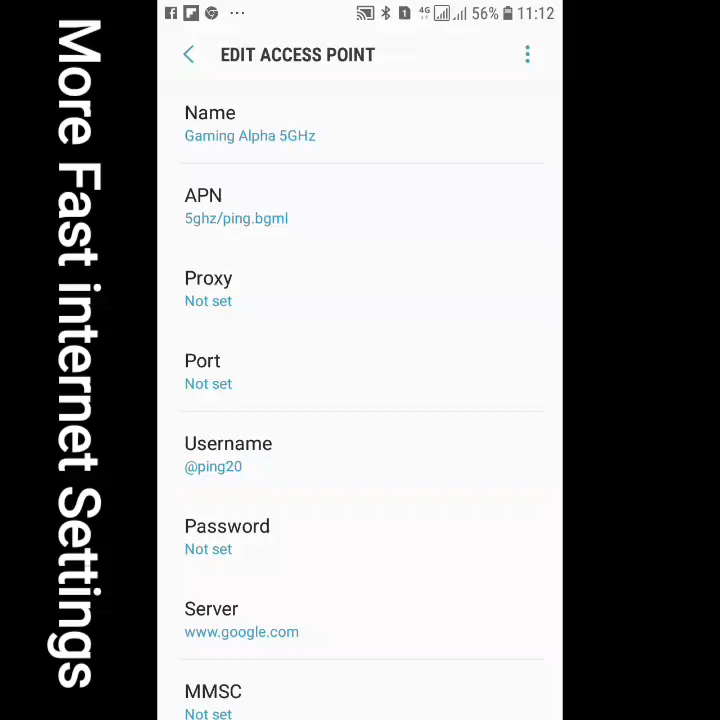 More Fast internet Settings
4G 56% 11:12
EDIT ACCESS POINT
Name
Gaming Alpha 5GHz
APN
5ghz/ping.bgml
Proxy
Not set
Port
Not set
Username
@ping20
Password
Not set
Server
www.google.com
MMSC
Not set